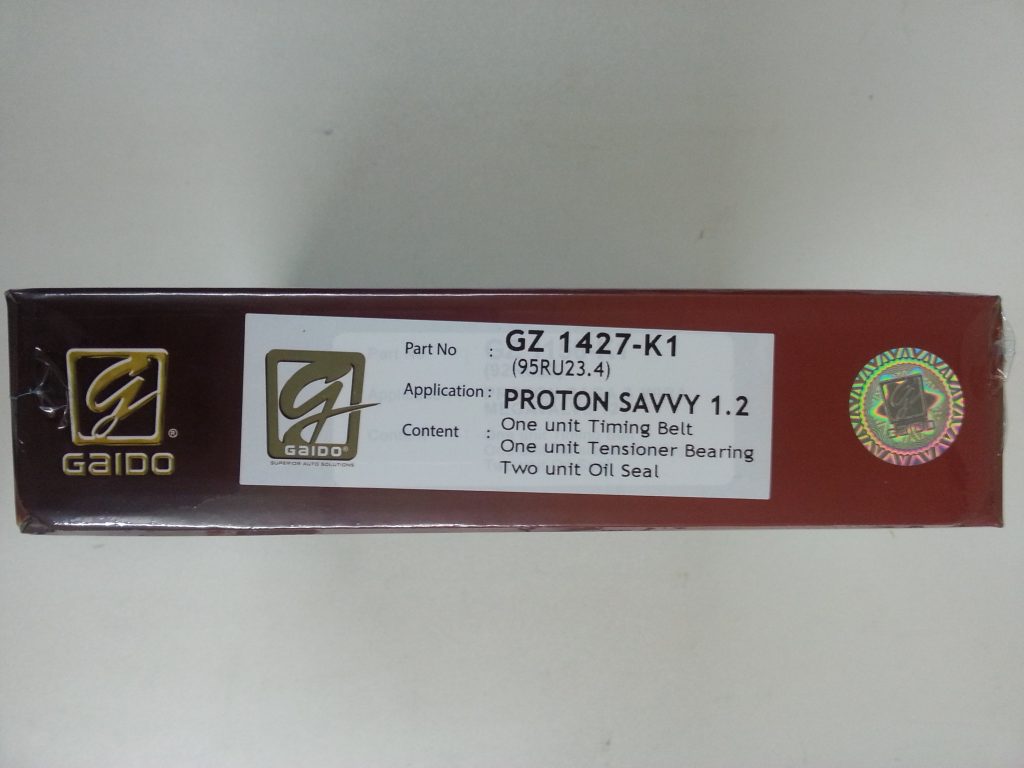 GAIDO ®
Part No : GZ 1427-K1
(95RU23.4)
Application : PROTON SAVVY 1.2
Content : One unit Timing Belt
One unit Tensioner Bearing
Two unit Oil Seal
GAIDO®
SUPERIOR AUTO SOLUTIONS